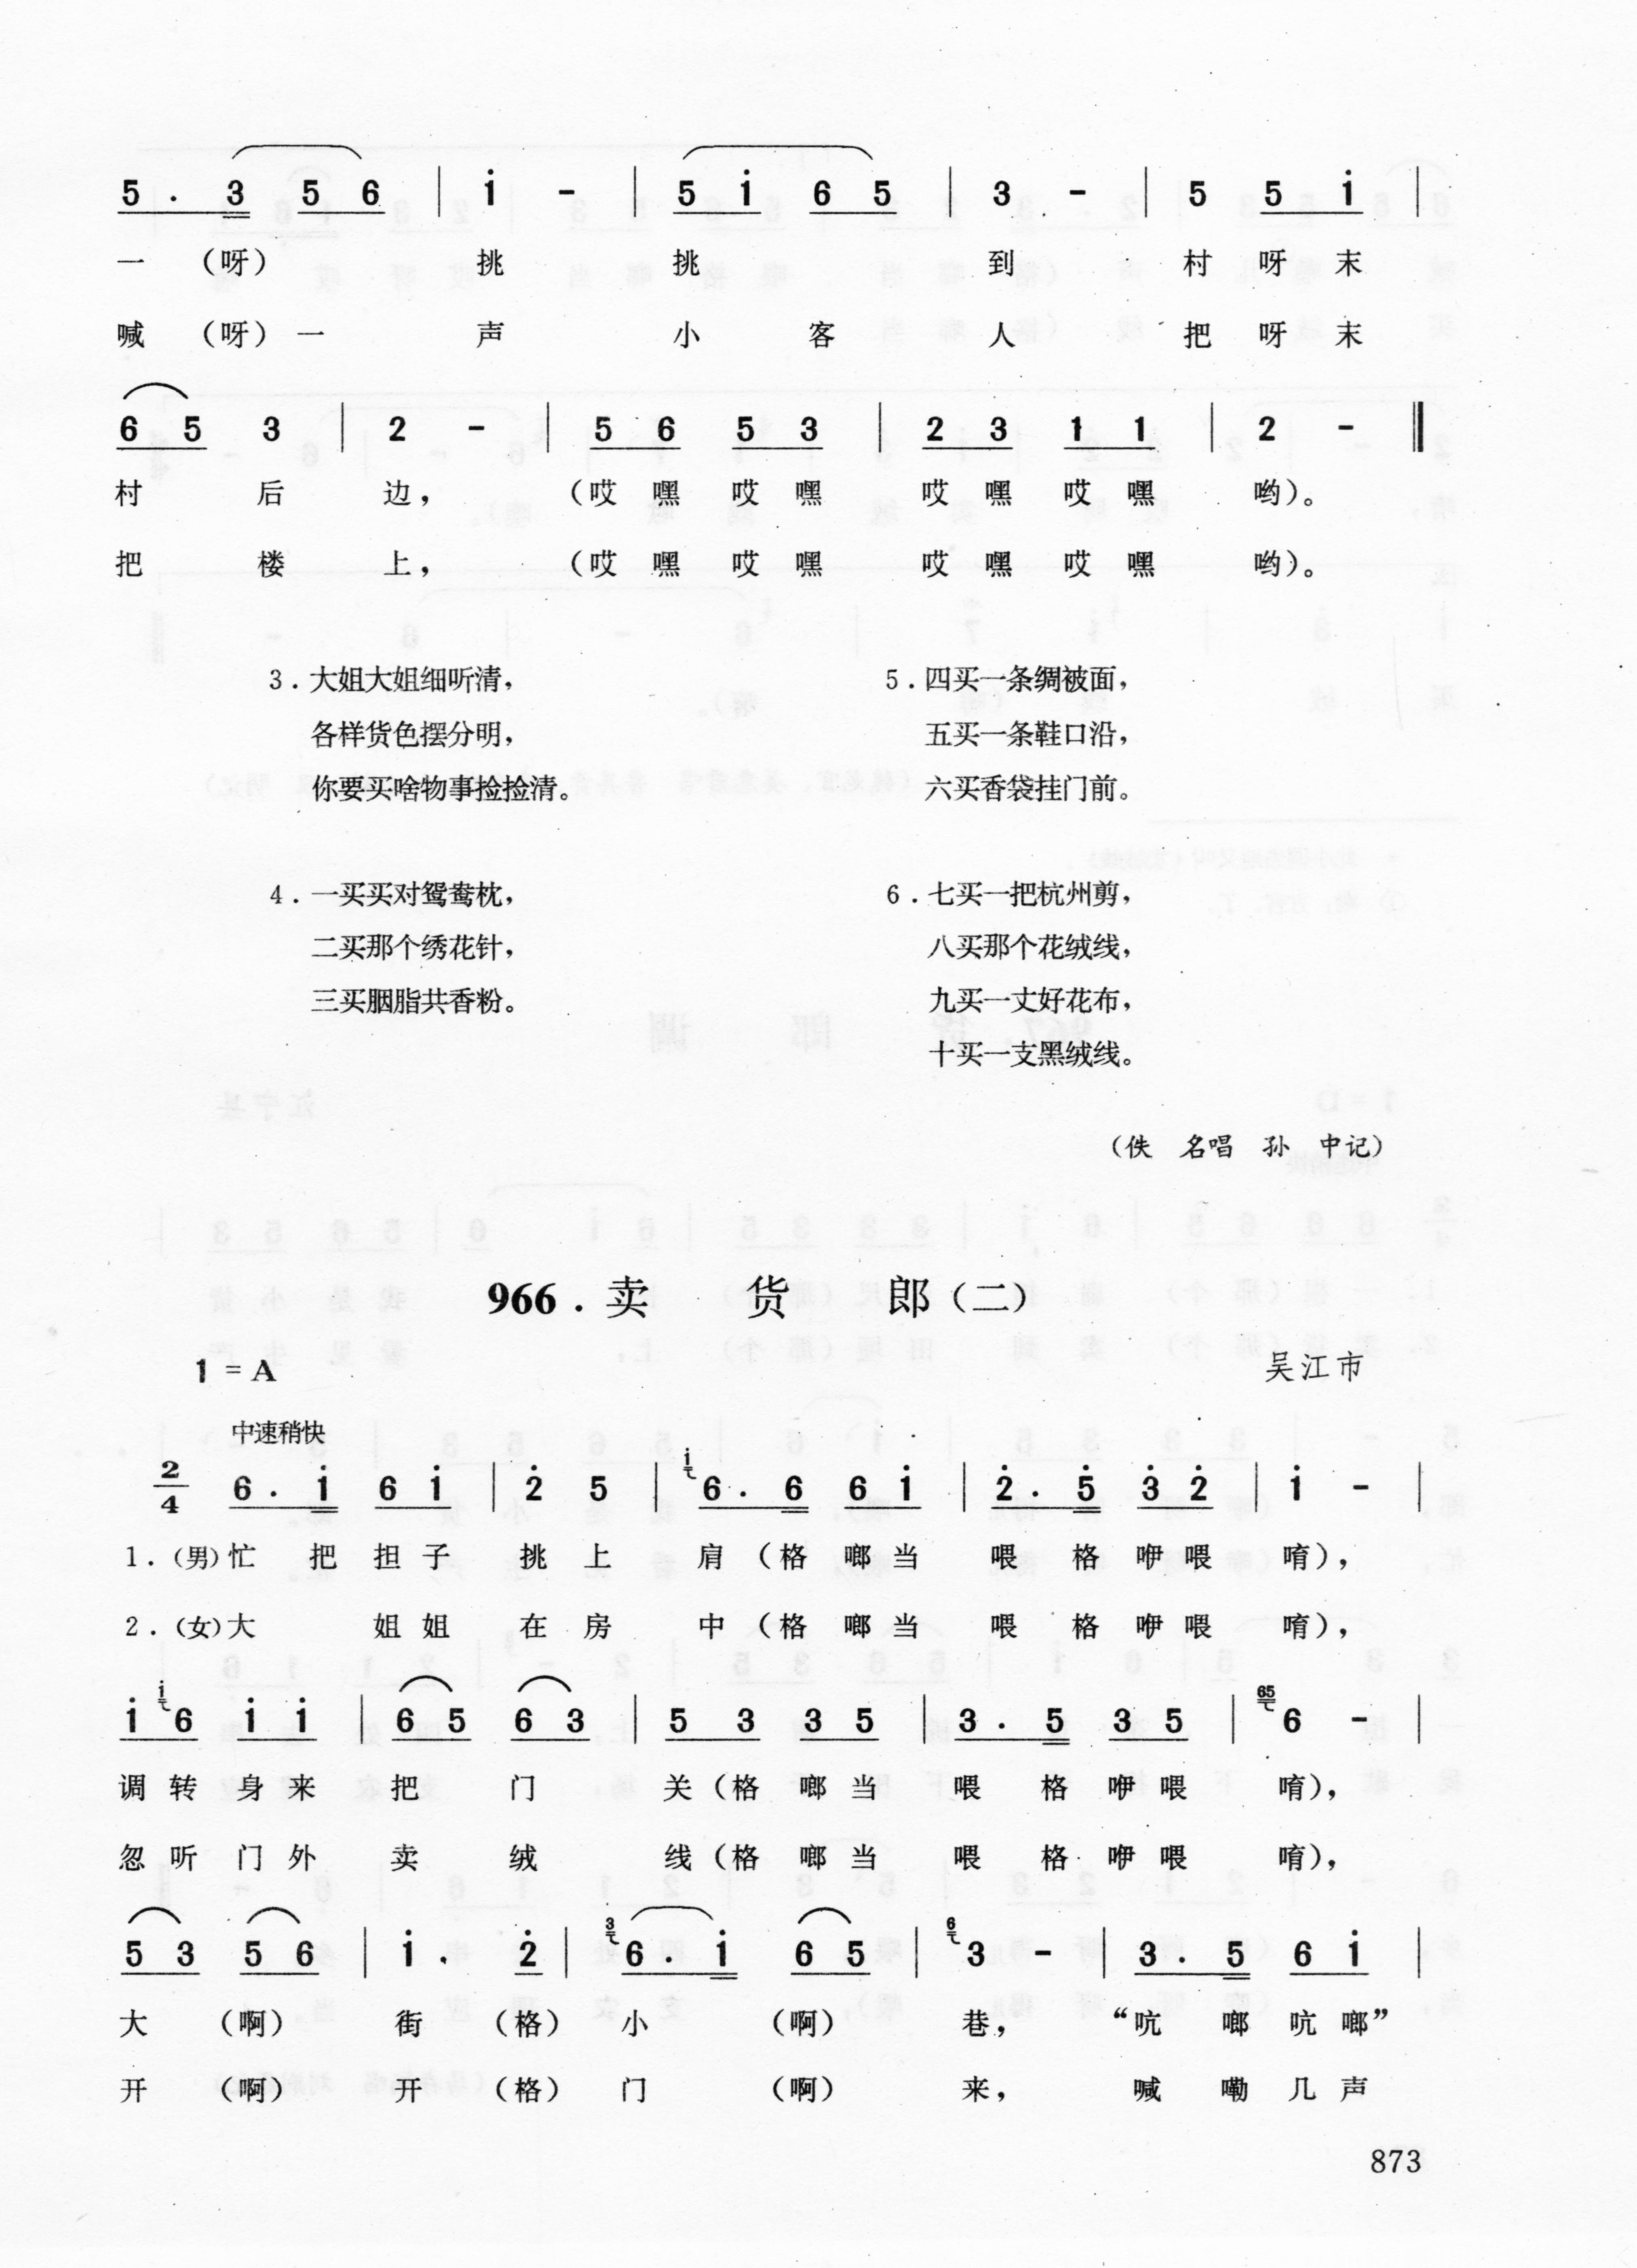 5 . 3 5 6 | i̇ - | 5 i̇ 6 5 | 3 - | 5 5 i̇ |
一 （呀） 挑 挑 到 村 呀 末
喊 （呀） 一 声 小 客 人 把 呀 末
6 5 3 | 2 - | 5 6 5 3 | 2 3 1 1 | 2 - ‖
村 后 边， （哎 嘿 哎 嘿 哎 嘿 哎 嘿 哟）。
把 楼 上， （哎 嘿 哎 嘿 哎 嘿 哎 嘿 哟）。
3．大姐大姐细听清，
各样货色摆分明，
你要买啥物事捡捡清。
4．一买买对鸳鸯枕，
二买那个绣花针，
三买胭脂共香粉。
5．四买一条绸被面，
五买一条鞋口沿，
六买香袋挂门前。
6．七买一把杭州剪，
八买那个花绒线，
九买一丈好花布，
十买一支黑绒线。
（佚 名唱 孙 中记）
966．卖 货 郎（二）
1 = A 吴江市
中速稍快
2/4 6 . i̇ 6 i̇ | 2̇ 5 | i̇ 6 . 6 6 i̇ | 2̇ . 5̇ 3̇ 2̇ | i̇ - |
1．（男）忙 把 担 子 挑 上 肩 （格 啷 当 喂 格 咿 喂 唷），
2．（女）大 姐 姐 在 房 中 （格 啷 当 喂 格 咿 喂 唷），
i̇ i̇ 6 i̇ i̇ | 6 5 6 3 | 5 3 3 5 | 3 . 5 3 5 | 65 6 - |
调 转 身 来 把 门 关（格 啷 当 喂 格 咿 喂 唷），
忽 听 门 外 卖 绒 线（格 啷 当 喂 格 咿 喂 唷），
5 3 5 6 | i̇ . 2̇ | 3 6 . i̇ 6 5 | 6 3 - | 3 . 5 6 i̇ |
大 （啊） 街 （格） 小 （啊） 巷， “吭 啷 吭 啷”
开 （啊） 开 （格） 门 （啊） 来， 喊 嘞 几 声
873